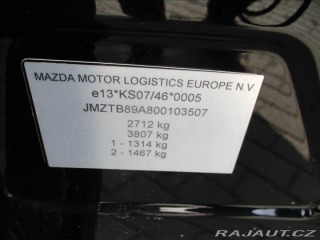 MAZDA MOTOR LOGISTICS EUROPE N.V.
e13*KS07/46*0005
JMZTB89A800103507
2712 kg
3807 kg
1 - 1314 kg
2 - 1467 kg
RAJAUT.CZ